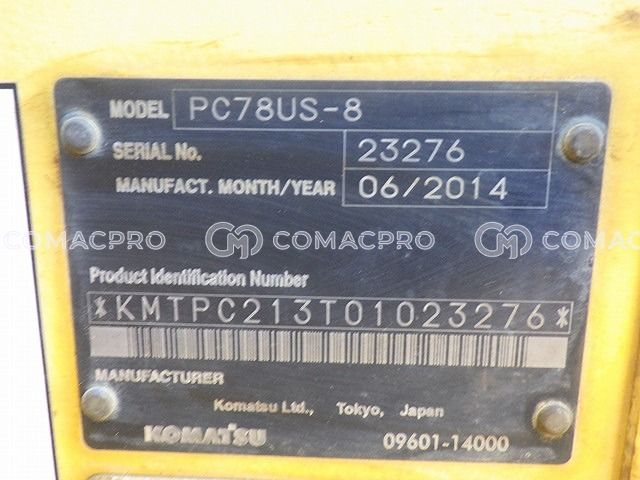 MODEL PC78US-8
SERIAL No. 23276
MANUFACT. MONTH/YEAR 06/2014
COMACPRO COMACPRO COMACPRO
Product Identification Number
*KMTPC213T01023276*
MANUFACTURER
Komatsu Ltd., Tokyo, Japan
KOMATSU 09601-14000